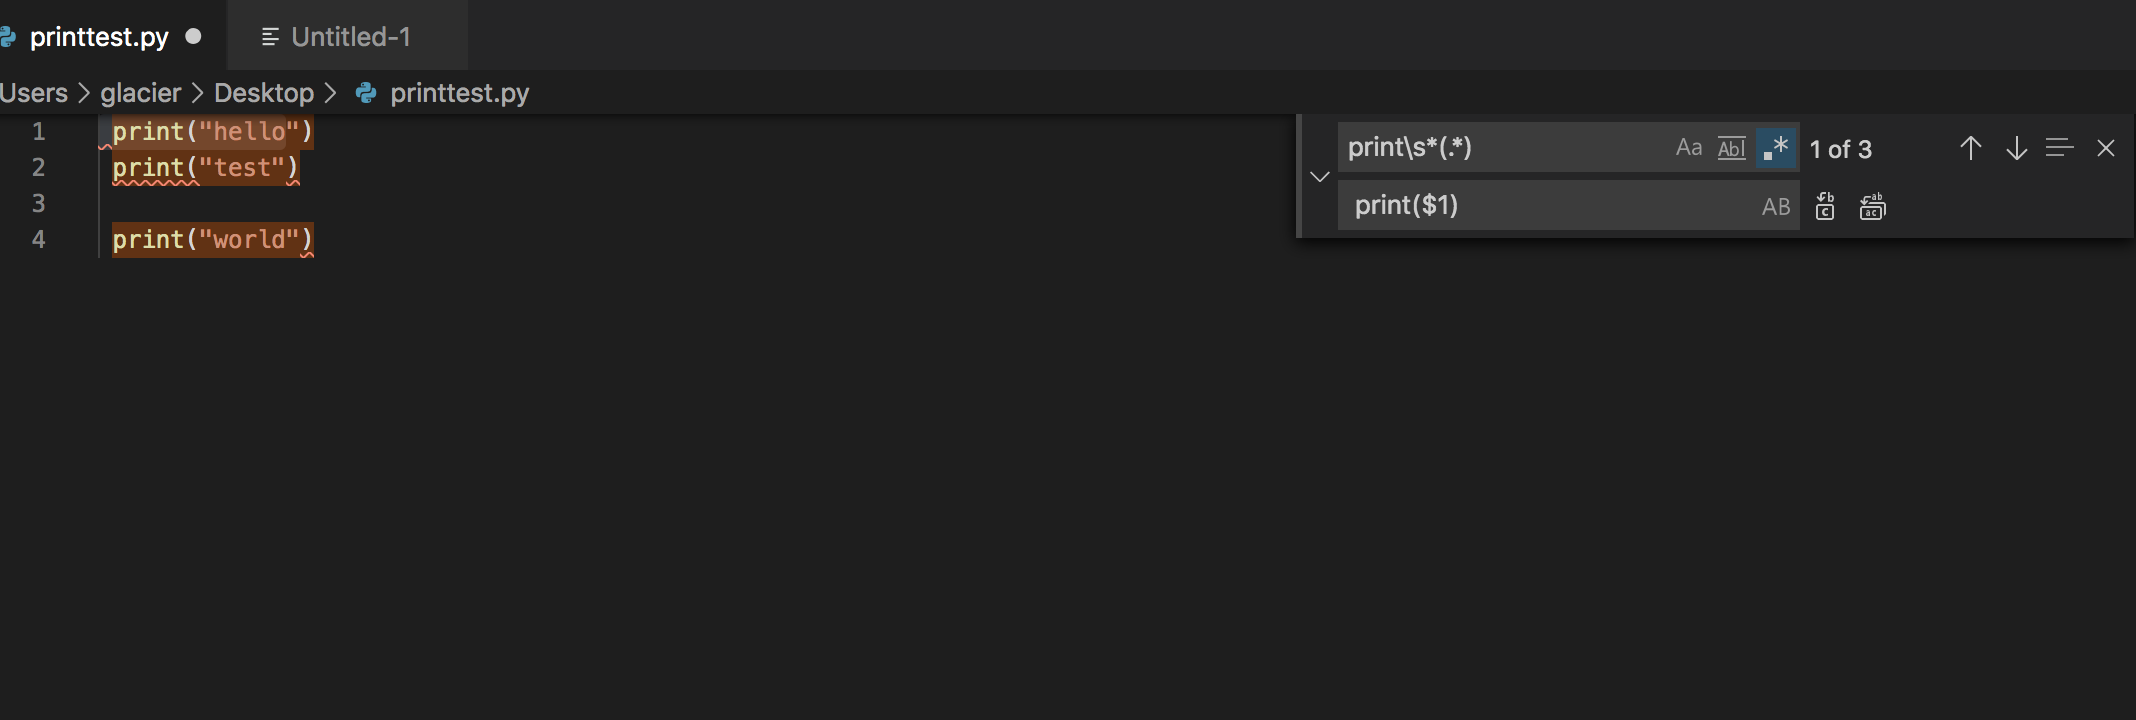 printtest.py Untitled-1
Users > glacier > Desktop > printtest.py
1 print("hello")
2 print("test")
3
4 print("world")
print\s*(.*) Aa Abl .* 1 of 3
print($1) AB